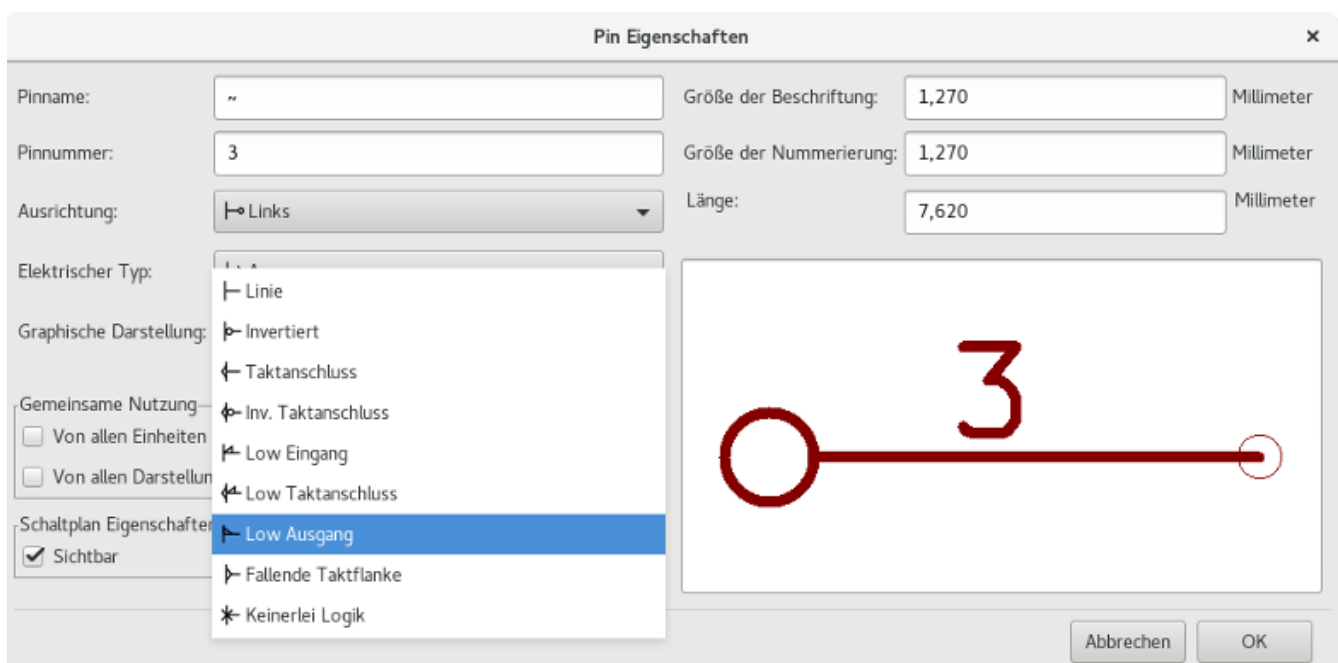 Pin Eigenschaften
Pinname: ~
Größe der Beschriftung: 1,270 Millimeter
Pinnummer: 3
Größe der Nummerierung: 1,270 Millimeter
Ausrichtung: Links
Länge: 7,620 Millimeter
Elektrischer Typ:
Graphische Darstellung:
Linie
Invertiert
Taktanschluss
Inv. Taktanschluss
Low Eingang
Low Taktanschluss
Low Ausgang
Fallende Taktflanke
Keinerlei Logik
Gemeinsame Nutzung
Von allen Einheiten
Von allen Darstellun
Schaltplan Eigenschafte
Sichtbar
3
Abbrechen
OK